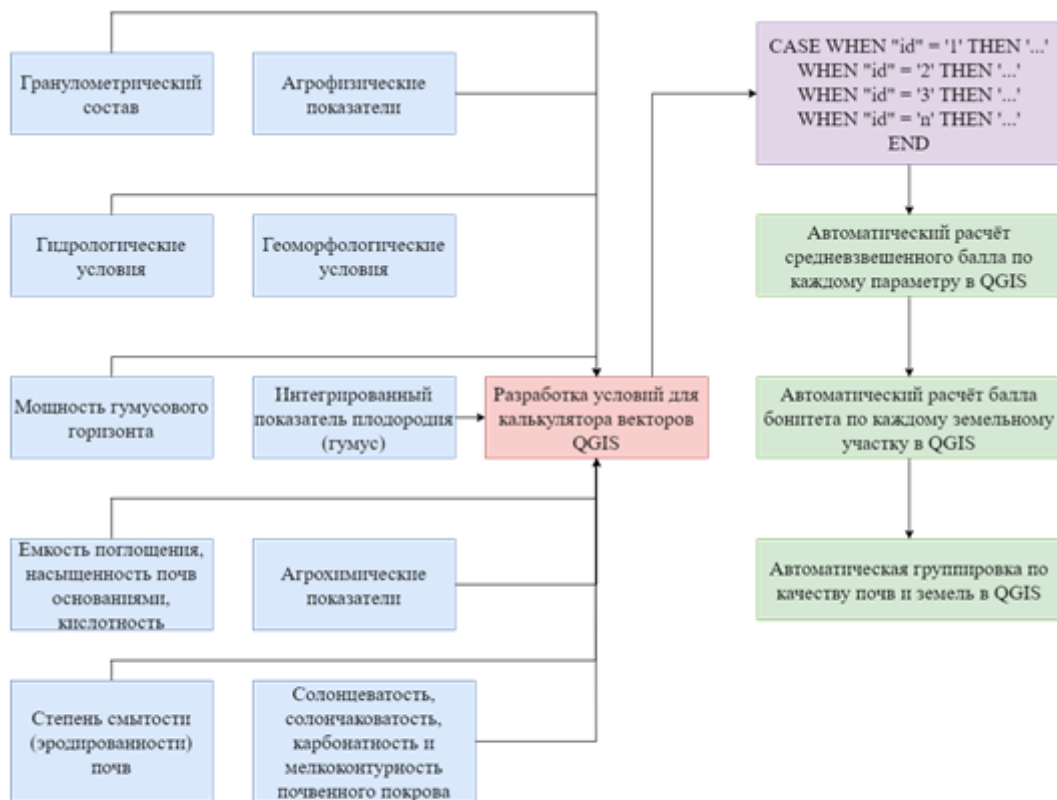 Гранулометрический
состав
Агрофизические
показатели
Гидрологические
условия
Геоморфологические
условия
Мощность гумусового
горизонта
Интегрированный
показатель плодородия
(гумус)
Разработка условий для
калькулятора векторов
QGIS
Емкость поглощения,
насыщенность почв
основаниями,
кислотность
Агрохимические
показатели
Степень смытости
(эродированности)
почв
Солонцеватость,
солончаковатость,
карбонатность и
мелкоконтурность
почвенного покрова
CASE WHEN "id" = '1' THEN '...'
WHEN "id" = '2' THEN '...'
WHEN "id" = '3' THEN '...'
WHEN "id" = 'n' THEN '...'
END
Автоматический расчёт
средневзвешенного балла по
каждому параметру в QGIS
Автоматический расчёт балла
бонитета по каждому земельному
участку в QGIS
Автоматическая группировка по
качеству почв и земель в QGIS